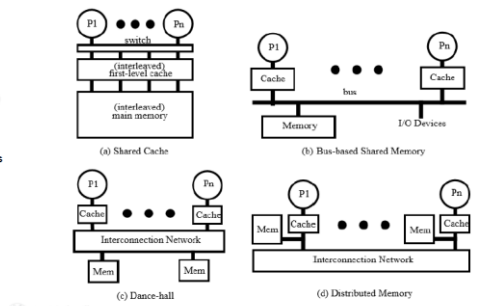 P1 Pn
switch
(interleaved)
first-level cache
(interleaved)
main memory
(a) Shared Cache
P1 Pn
Cache Cache
bus
Memory
I/O Devices
(b) Bus-based Shared Memory
P1 Pn
Cache Cache
Interconnection Network
Mem Mem
(c) Dance-hall
P1 Pn
Mem Cache Mem Cache
Interconnection Network
(d) Distributed Memory